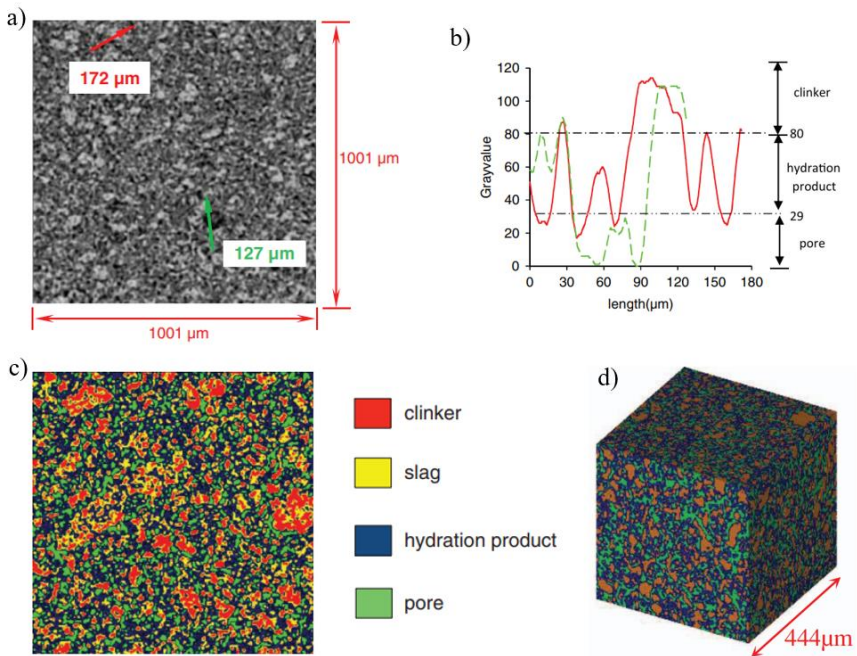 a)
172 μm
127 μm
1001 μm
1001 μm
b)
Grayvalue
120
100
80
60
40
20
0
0 30 60 90 120 150 180
length(μm)
clinker
80
hydration
product
29
pore
c)
clinker
slag
hydration product
pore
d)
444μm